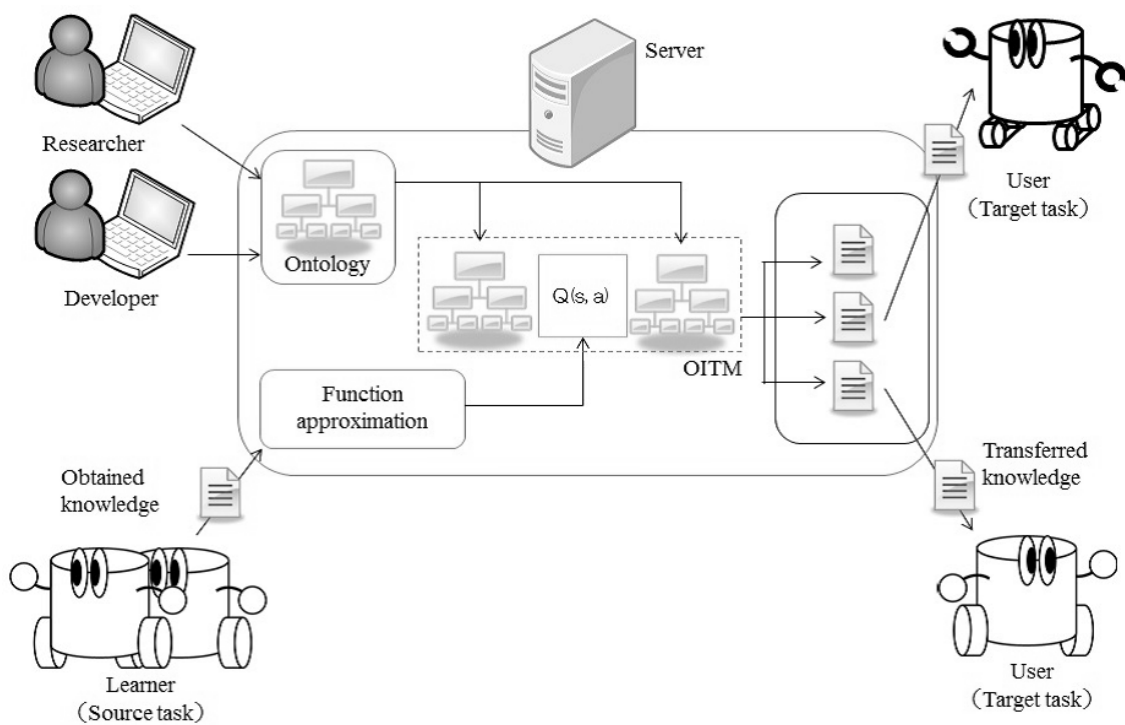 Server
Researcher
User
(Target task)
Ontology
Developer
Q(s, a)
OITM
Function
approximation
Obtained
knowledge
Transferred
knowledge
Learner
(Source task)
User
(Target task)